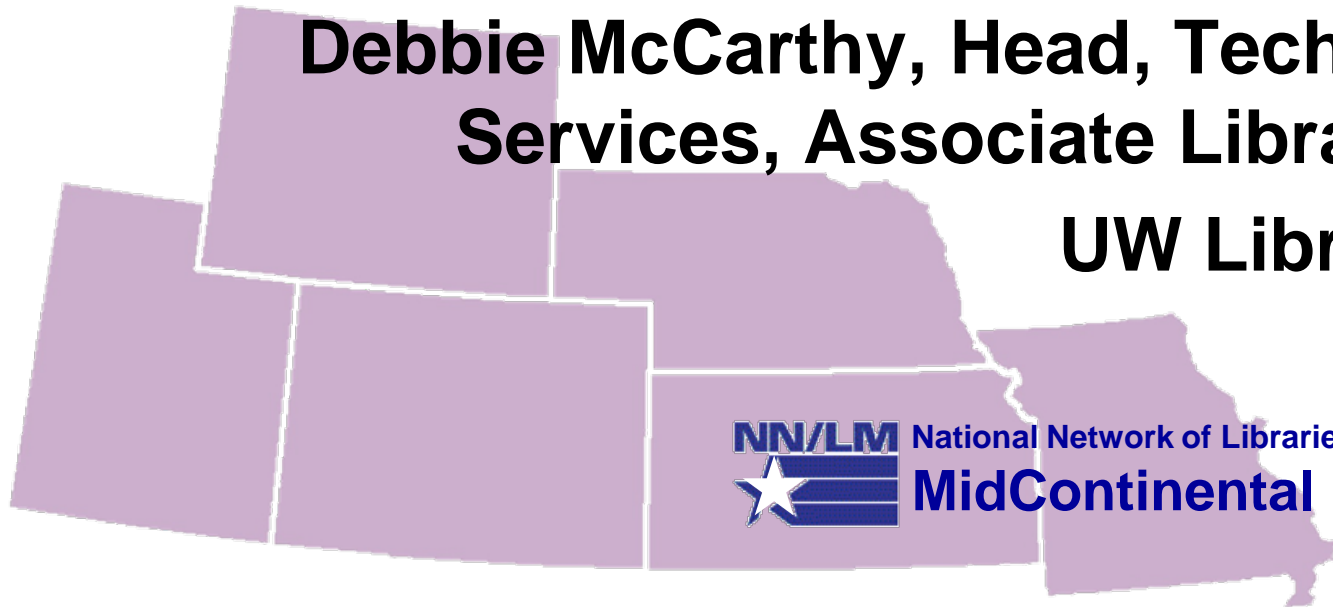 Debbie McCarthy, Head, Tech
Services, Associate Libra
UW Libr
NN/LM National Network of Librarie
MidContinental